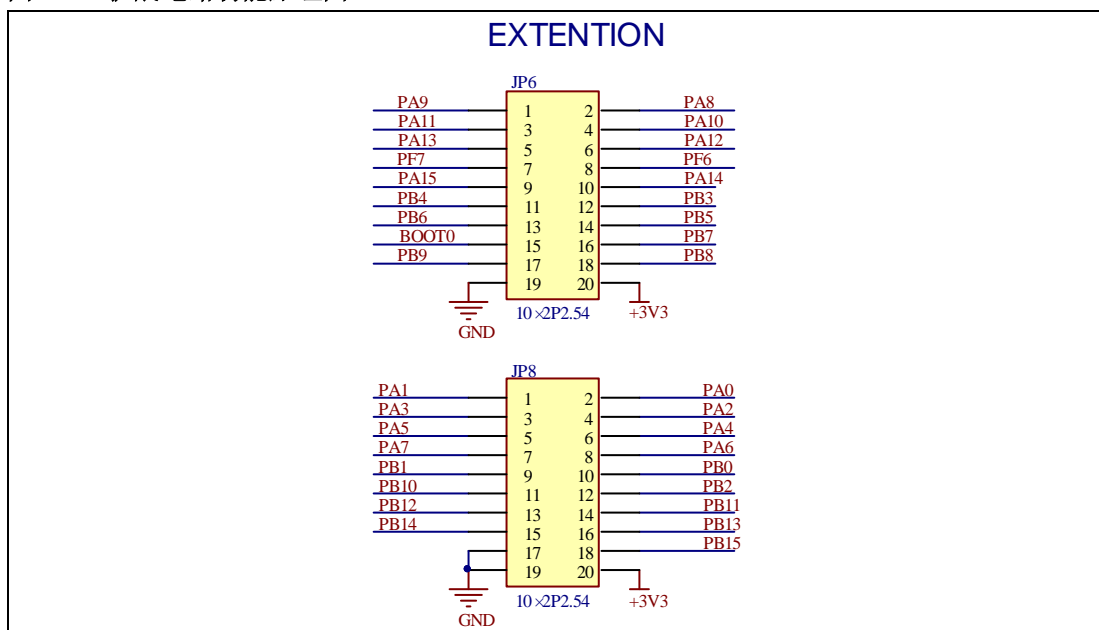 EXTENTION
JP6
PA9 1 2 PA8
PA11 3 4 PA10
PA13 5 6 PA12
PF7 7 8 PF6
PA15 9 10 PA14
PB4 11 12 PB3
PB6 13 14 PB5
BOOT0 15 16 PB7
PB9 17 18 PB8
19 20
GND 10×2P2.54 +3V3
JP8
PA1 1 2 PA0
PA3 3 4 PA2
PA5 5 6 PA4
PA7 7 8 PA6
PB1 9 10 PB0
PB10 11 12 PB2
PB12 13 14 PB11
PB14 15 16 PB13
17 18 PB15
19 20
GND 10×2P2.54 +3V3